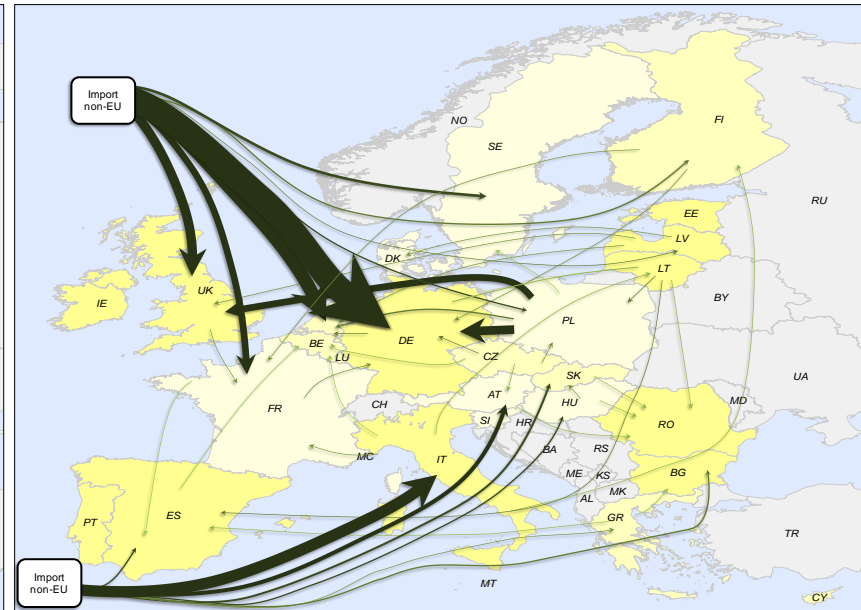 Import
non-EU
NO
SE
FI
RU
EE
LV
LT
DK
IE
UK
BY
PL
DE
BE
LU
CZ
SK
UA
AT
HU
MD
CH
FR
SI
HR
RO
BA
RS
MC
IT
ME
KS
BG
MK
AL
PT
ES
GR
TR
Import
non-EU
MT
CY